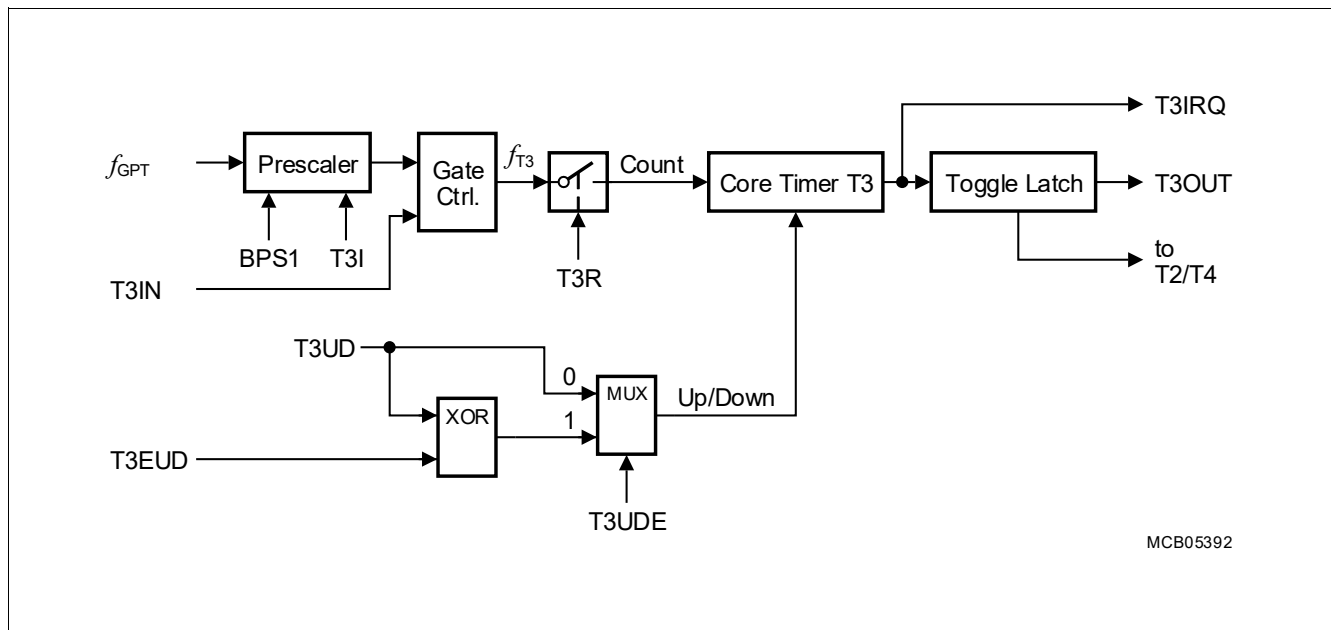 T3IRQ
fGPT
Prescaler
Gate
Ctrl.
fT3
Count
Core Timer T3
Toggle Latch
T3OUT
BPS1
T3I
T3R
to
T2/T4
T3IN
T3UD
0
MUX
Up/Down
XOR
1
T3EUD
T3UDE
MCB05392